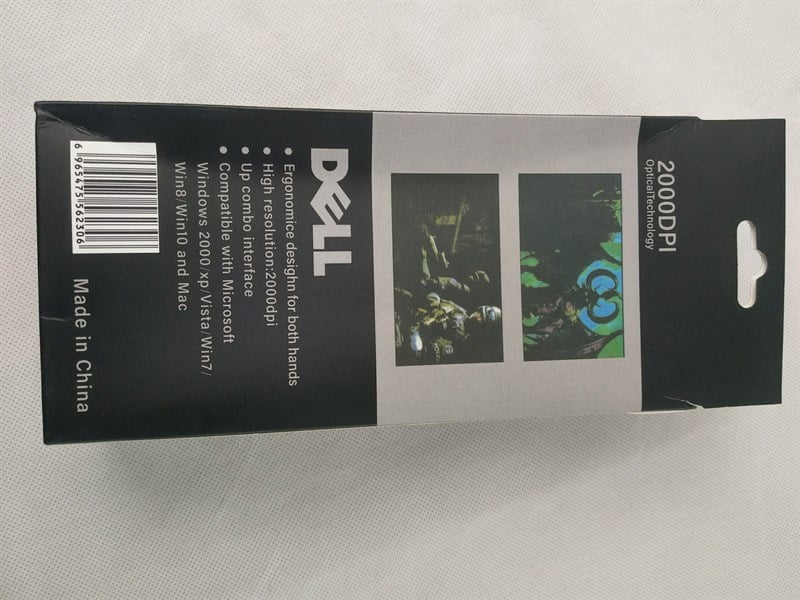 2000DPI
OpticalTechnology
DELL
Ergonomice desighn for both hands
High resolution:2000dpi
Up combo interface
Compatible with Microsoft
Windows 2000/xp/Vista/Win7/
Win8/Win10 and Mac
6 965475 562306
Made in China